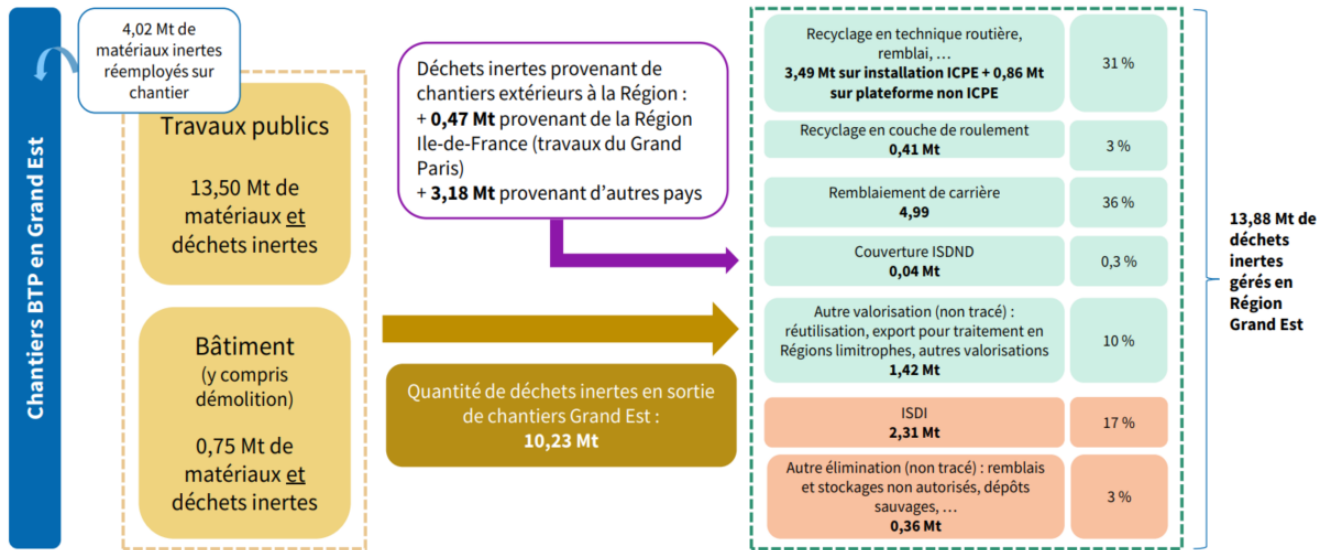 Chantiers BTP en Grand Est
4,02 Mt de
matériaux inertes
réemployés sur
chantier
Travaux publics
13,50 Mt de
matériaux et
déchets inertes
Bâtiment
(y compris
démolition)
0,75 Mt de
matériaux et
déchets inertes
Déchets inertes provenant de
chantiers extérieurs à la Région :
+ 0,47 Mt provenant de la Région
Ile-de-France (travaux du Grand
Paris)
+ 3,18 Mt provenant d'autres pays
Quantité de déchets inertes en sortie
de chantiers Grand Est :
10,23 Mt
Recyclage en technique routière,
remblai, …
3,49 Mt sur installation ICPE + 0,86 Mt
sur plateforme non ICPE
31 %
Recyclage en couche de roulement
0,41 Mt
3 %
Remblaiement de carrière
4,99
36 %
Couverture ISDND
0,04 Mt
0,3 %
Autre valorisation (non tracé) :
réutilisation, export pour traitement en
Régions limitrophes, autres valorisations
1,42 Mt
10 %
ISDI
2,31 Mt
17 %
Autre élimination (non tracé) : remblais
et stockages non autorisés, dépôts
sauvages, …
0,36 Mt
3 %
13,88 Mt de
déchets
inertes
gérés en
Région
Grand Est